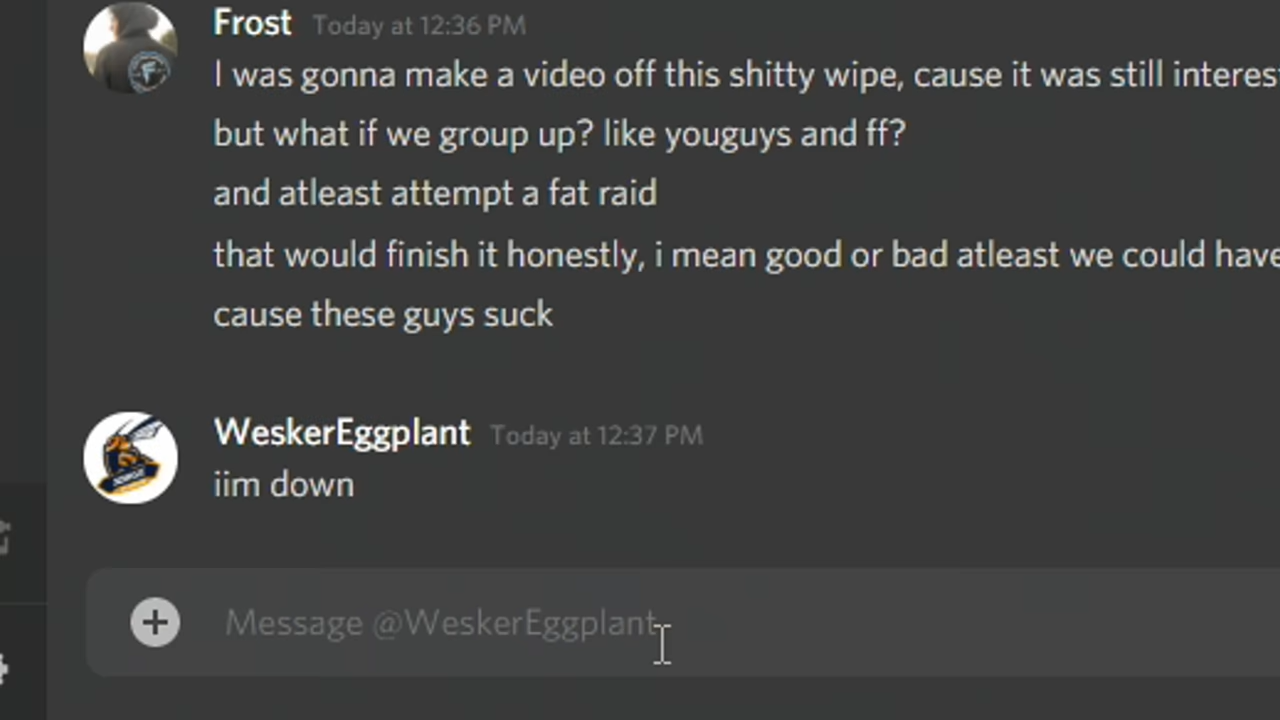 Frost Today at 12:36 PM
I was gonna make a video off this shitty wipe, cause it was still
but what if we group up? like youguys and ff?
and atleast attempt a fat raid
that would finish it honestly, i mean good or bad atleast we could have
cause these guys suck
WeskerEggplant Today at 12:37 PM
iim down
Message @WeskerEggplant